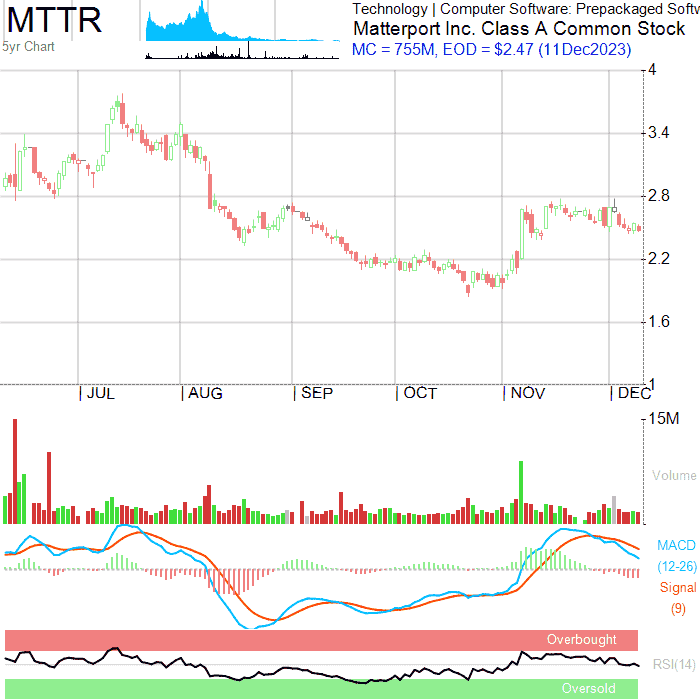 MTTR
5yr Chart
Technology | Computer Software: Prepackaged Softw
Matterport Inc. Class A Common Stock
MC = 755M, EOD = $2.47 (11Dec2023)
4
3.4
2.8
2.2
1.6
1
JUL AUG SEP OCT NOV DEC
15M
Volume
MACD
(12-26)
Signal
(9)
Overbought
RSI(14)
Oversold